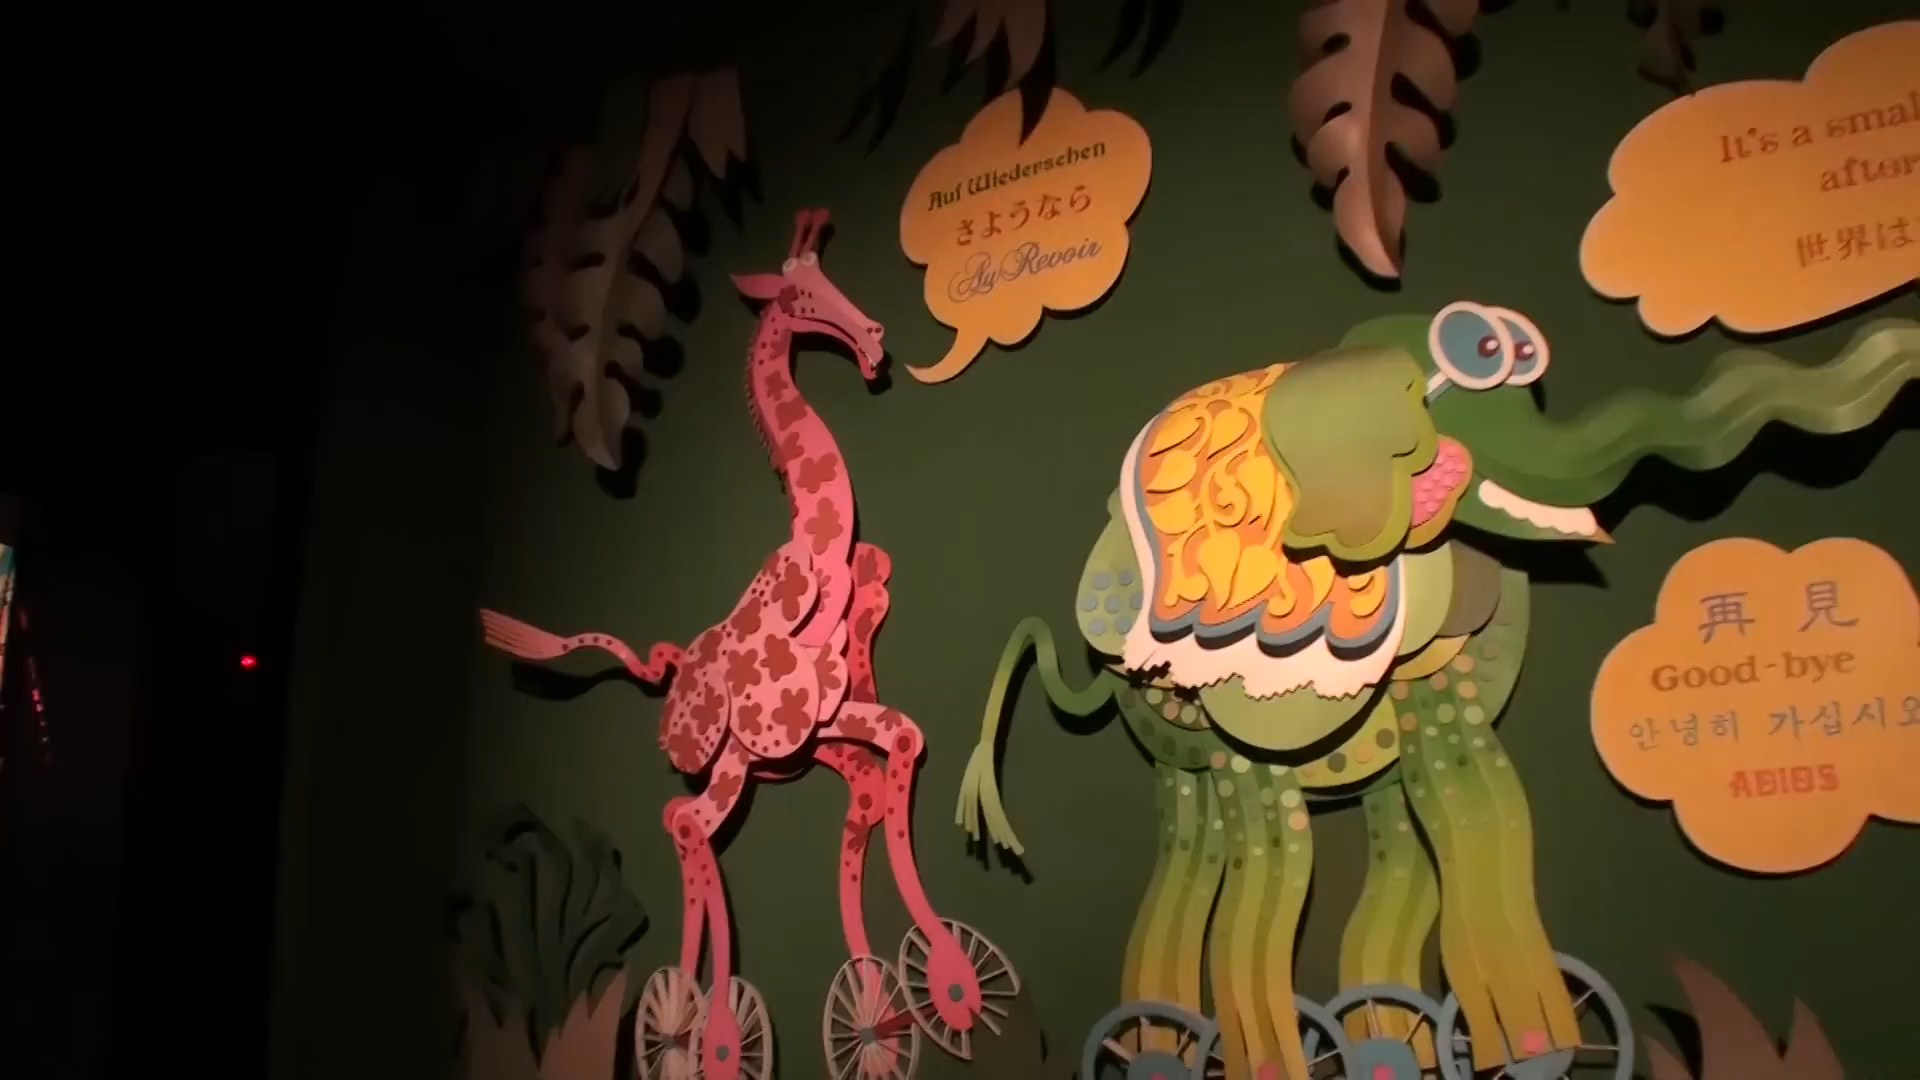 Auf Wiedersehen
さようなら
Au Revoir
It's a smal
after
世界は
再見
Good-bye
안녕히 가십시오
ADIOS